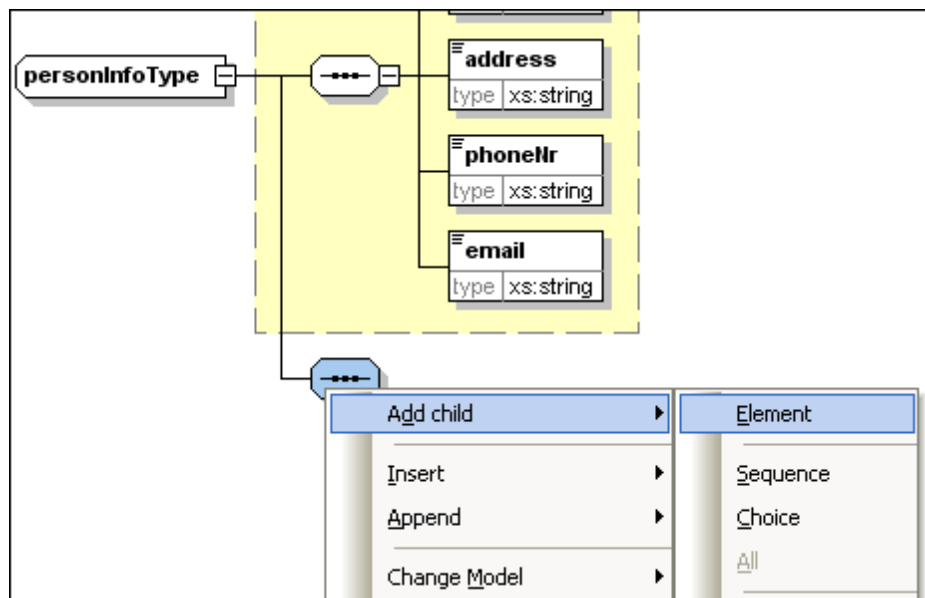 address
personInfoType
type xs:string
phoneNr
type xs:string
email
type xs:string
Add child
Element
Insert
Sequence
Append
Choice
All
Change Model